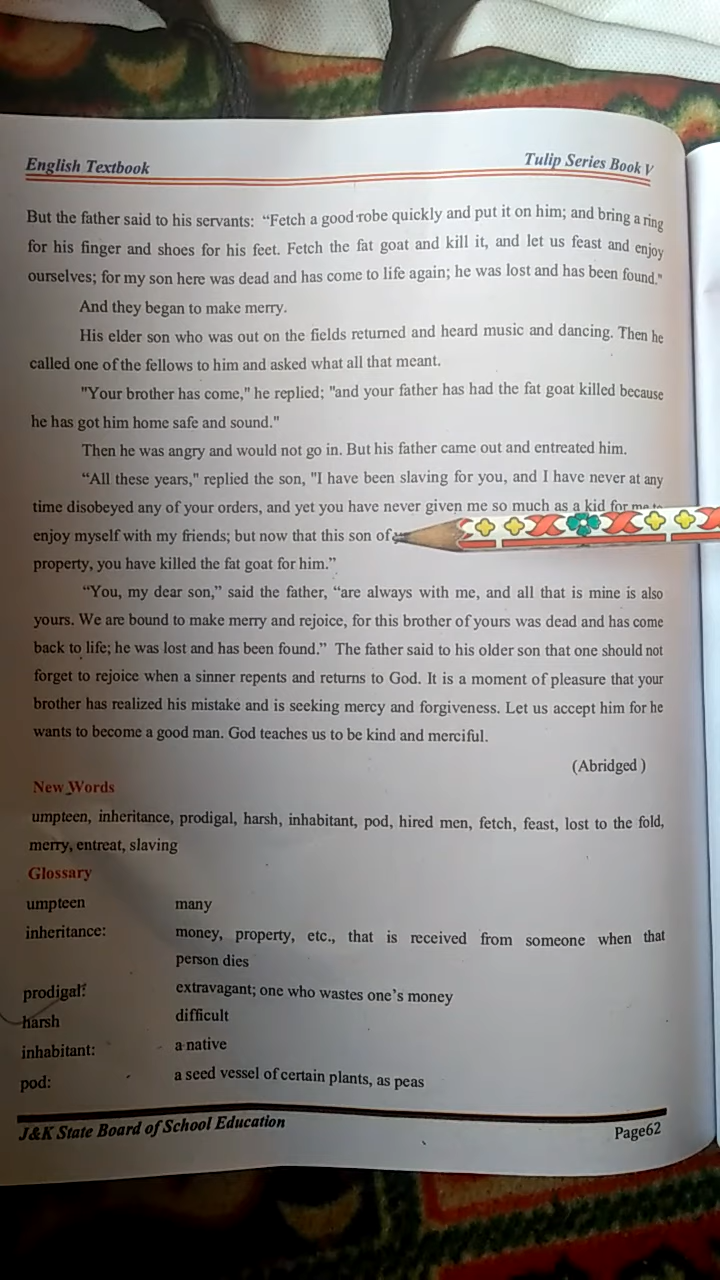 English Textbook
Tulip Series Book V
But the father said to his servants: “Fetch a good robe quickly and put it on him; and bring a ring
for his finger and shoes for his feet. Fetch the fat goat and kill it, and let us feast and enjoy
ourselves; for my son here was dead and has come to life again; he was lost and has been found."
And they began to make merry.
His elder son who was out on the fields returned and heard music and dancing. Then he
called one of the fellows to him and asked what all that meant.
"Your brother has come," he replied; "and your father has had the fat goat killed because
he has got him home safe and sound."
Then he was angry and would not go in. But his father came out and entreated him.
“All these years," replied the son, "I have been slaving for you, and I have never at any
time disobeyed any of your orders, and yet you have never given me so much as a kid for me to
enjoy myself with my friends; but now that this son of
property, you have killed the fat goat for him.”
“You, my dear son,” said the father, “are always with me, and all that is mine is also
yours. We are bound to make merry and rejoice, for this brother of yours was dead and has come
back to life; he was lost and has been found.” The father said to his older son that one should not
forget to rejoice when a sinner repents and returns to God. It is a moment of pleasure that your
brother has realized his mistake and is seeking mercy and forgiveness. Let us accept him for he
wants to become a good man. God teaches us to be kind and merciful.
(Abridged )
New Words
umpteen, inheritance, prodigal, harsh, inhabitant, pod, hired men, fetch, feast, lost to the fold,
merry, entreat, slaving
Glossary
umpteen many
inheritance: money, property, etc., that is received from someone when that
person dies
prodigal: extravagant; one who wastes one’s money
harsh difficult
inhabitant: a native
pod: a seed vessel of certain plants, as peas
J&K State Board of School Education
Page62